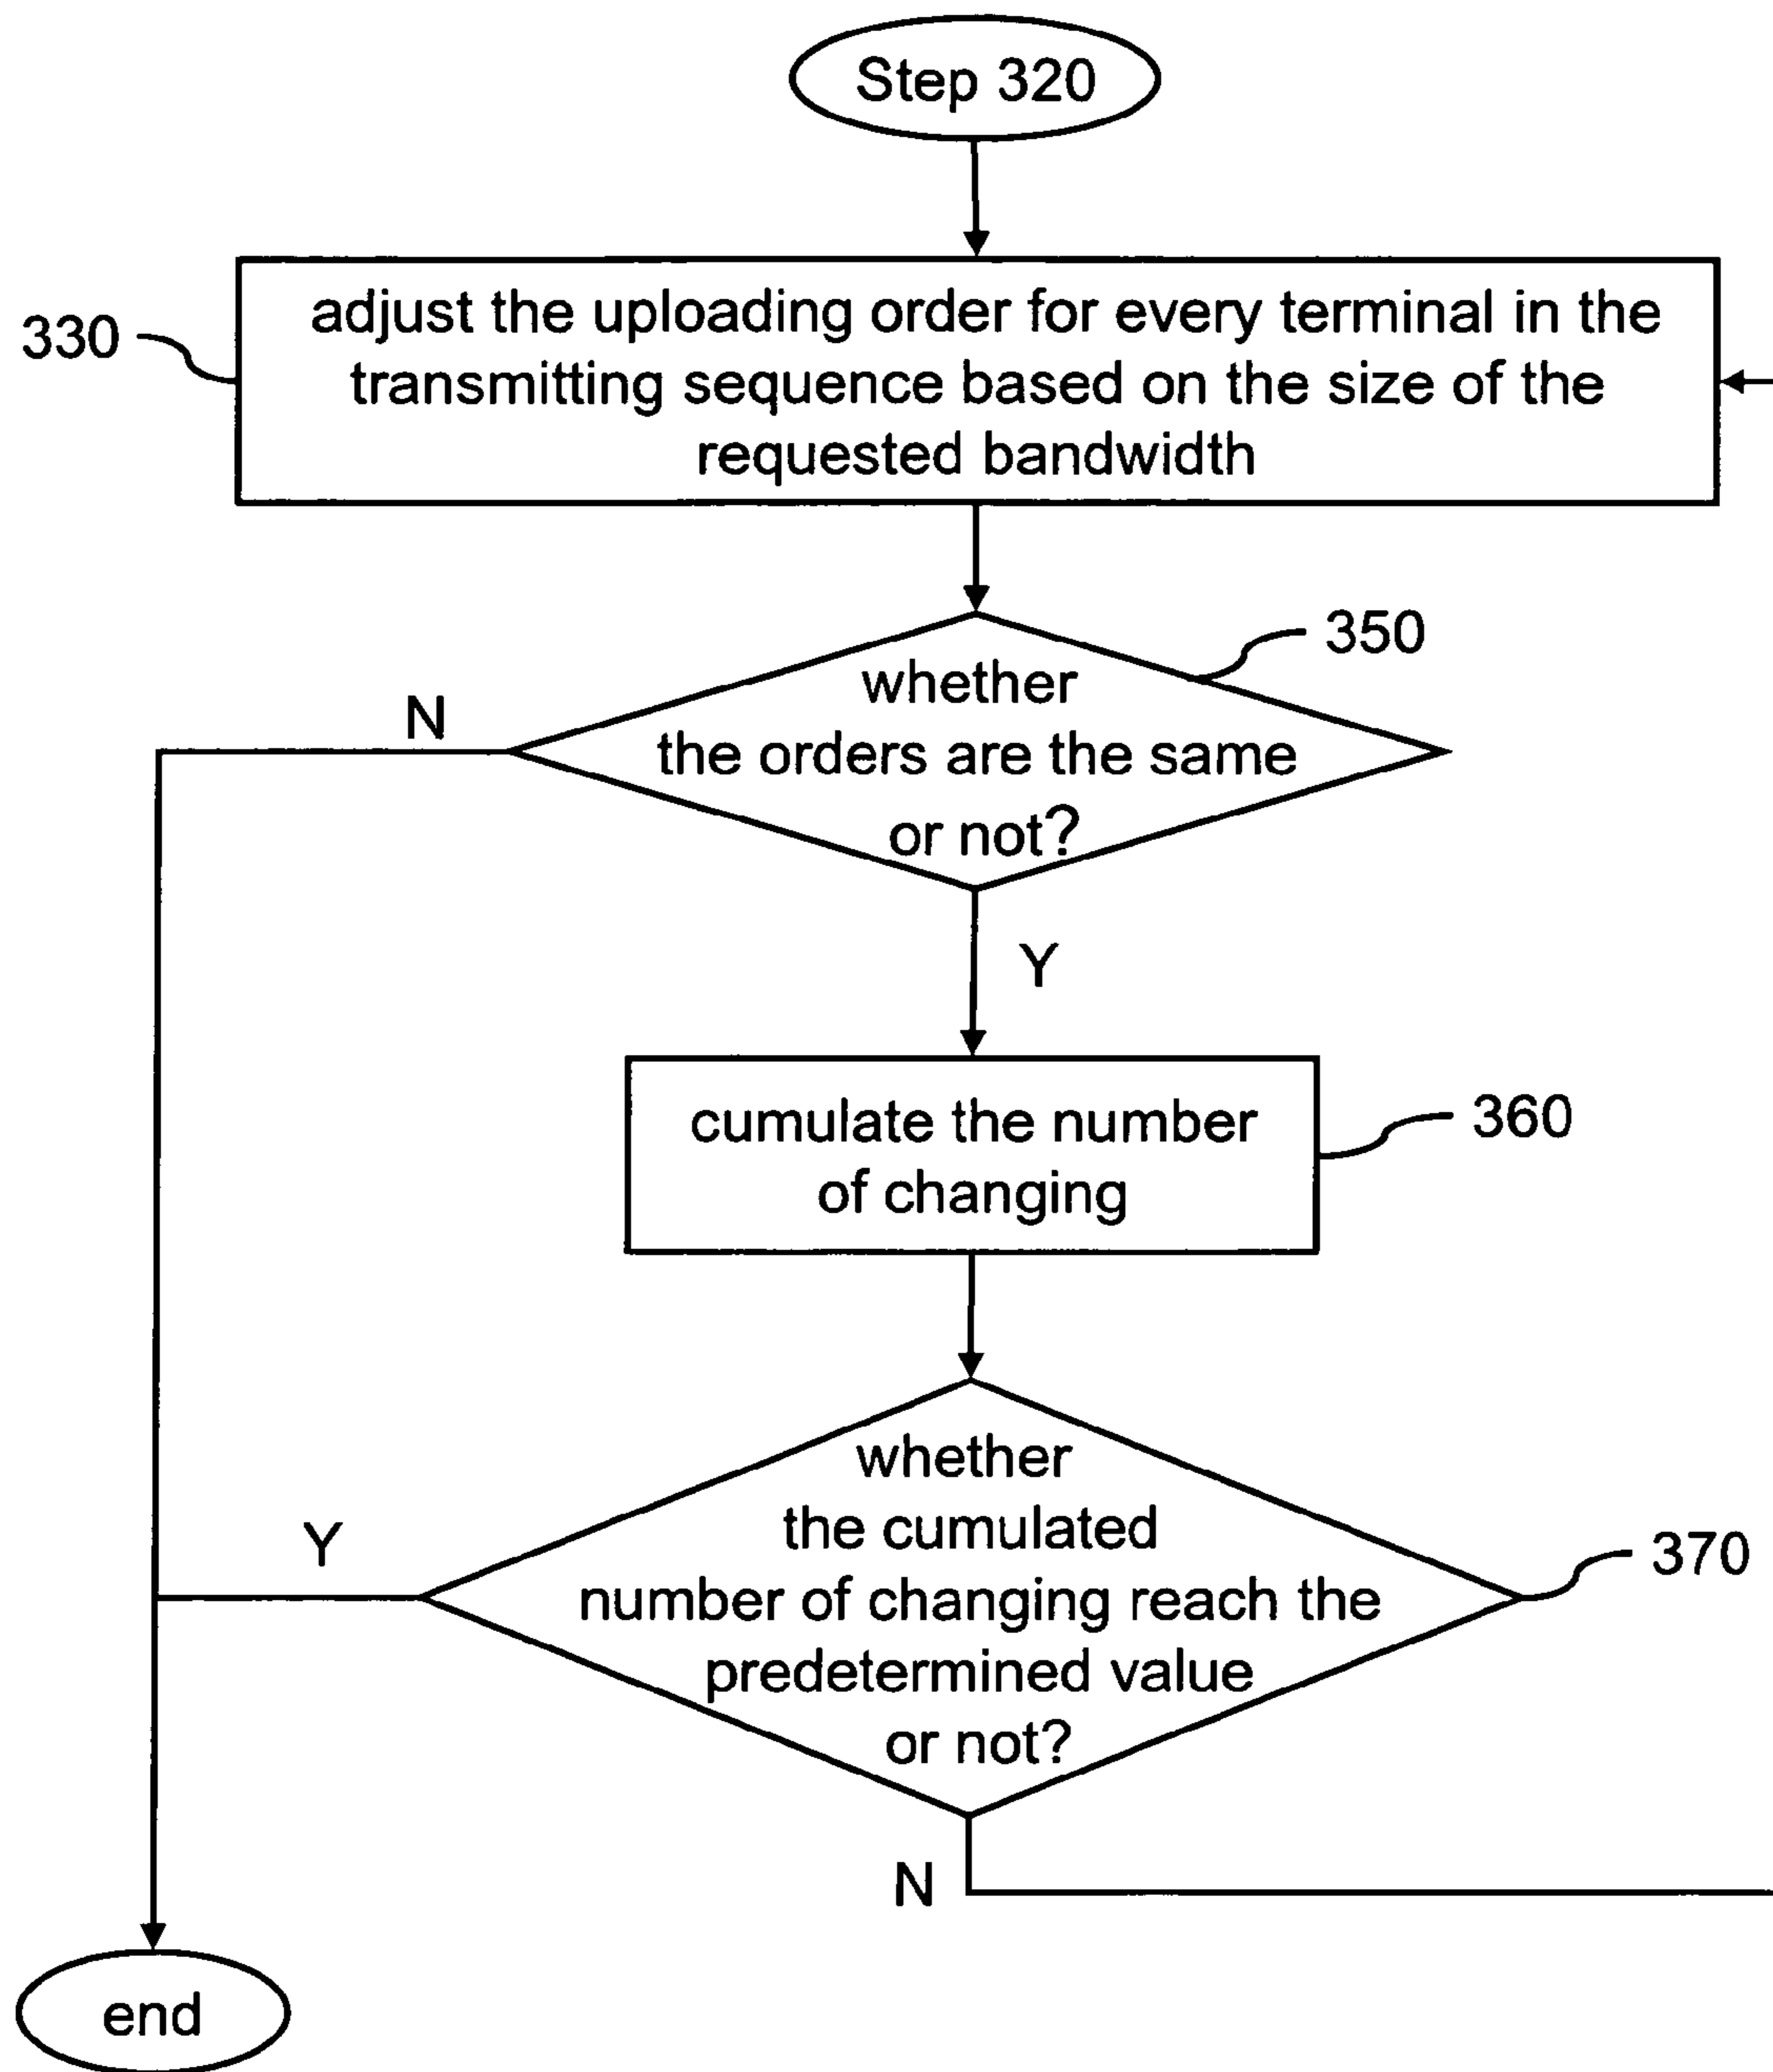 Step 320
330
adjust the uploading order for every terminal in the
transmitting sequence based on the size of the
requested bandwidth
350
whether
the orders are the same
or not?
N
Y
cumulate the number
of changing
360
whether
the cumulated
number of changing reach the
predetermined value
or not?
370
Y
N
end